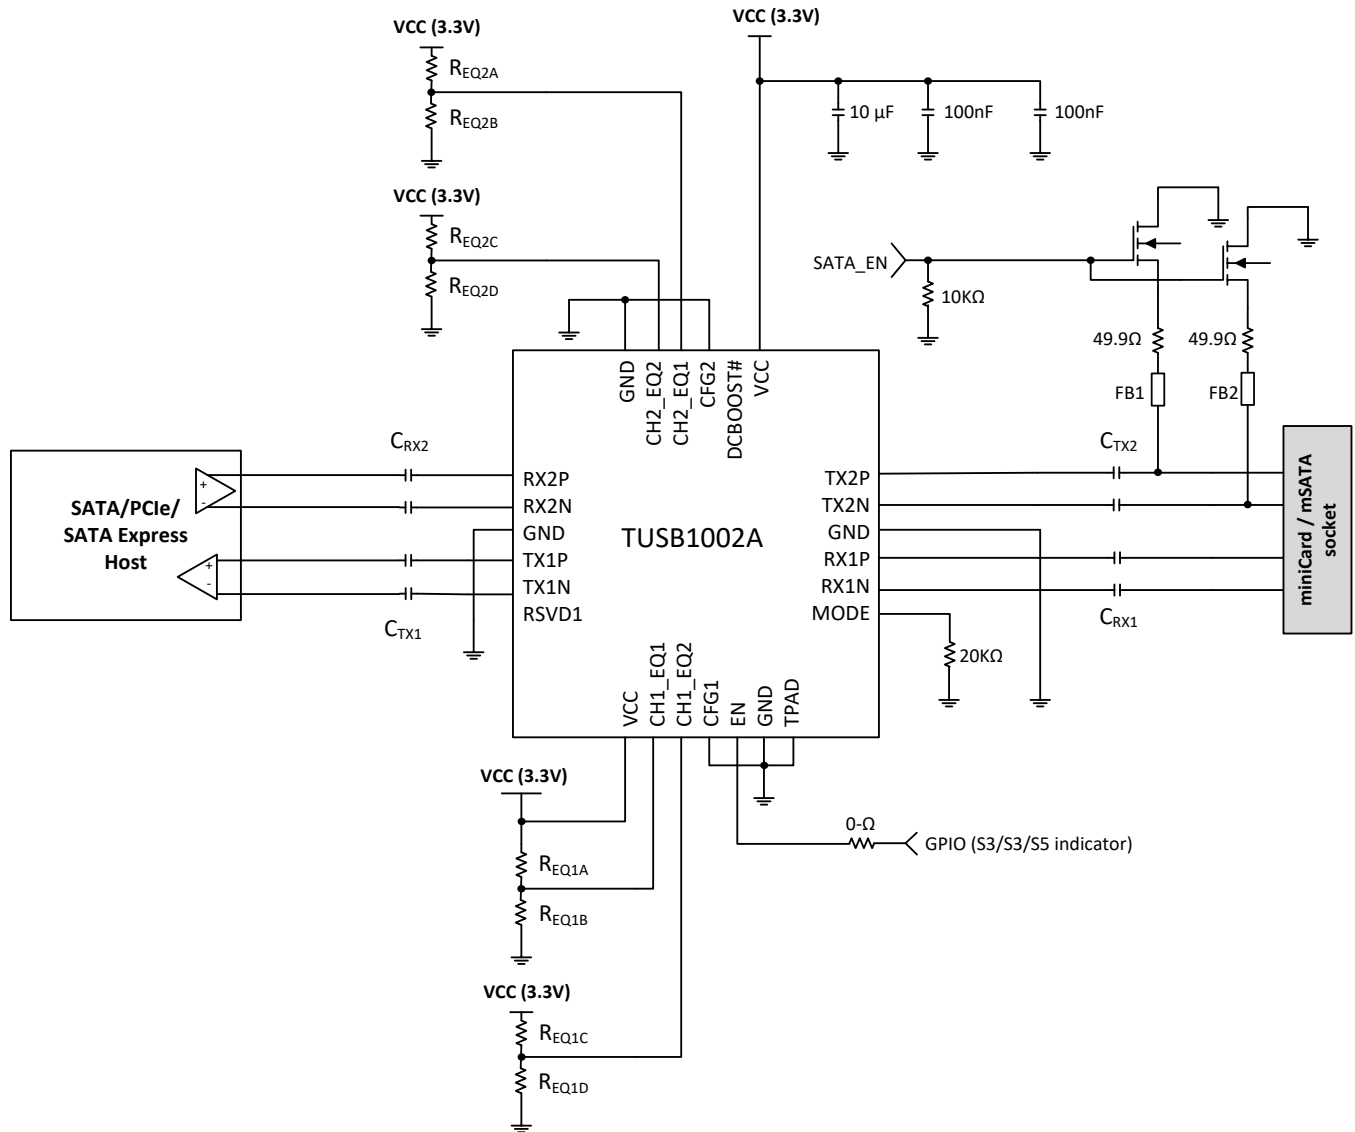 VCC (3.3V)
REQ2A
REQ2B
VCC (3.3V)
10 µF
100nF
100nF
VCC (3.3V)
REQ2C
REQ2D
SATA_EN
10KΩ
49.9Ω
49.9Ω
FB1
FB2
GND
CH2_EQ2
CH2_EQ1
CFG2
DCBOOST#
VCC
SATA/PCIe/
SATA Express
Host
+
-
+
-
CRX2
CTX1
RX2P
RX2N
GND
TX1P
TX1N
RSVD1
TUSB1002A
TX2P
TX2N
GND
RX1P
RX1N
MODE
CTX2
CRX1
miniCard / mSATA
socket
20KΩ
VCC
CH1_EQ1
CH1_EQ2
CFG1
EN
GND
TPAD
VCC (3.3V)
REQ1A
REQ1B
0-Ω
GPIO (S3/S3/S5 indicator)
VCC (3.3V)
REQ1C
REQ1D